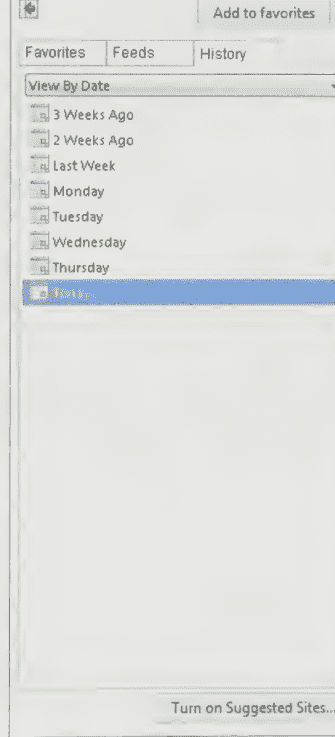 Add to favorites
Favorites Feeds History
View By Date
3 Weeks Ago
2 Weeks Ago
Last Week
Monday
Tuesday
Wednesday
Thursday
Turn on Suggested Sites...